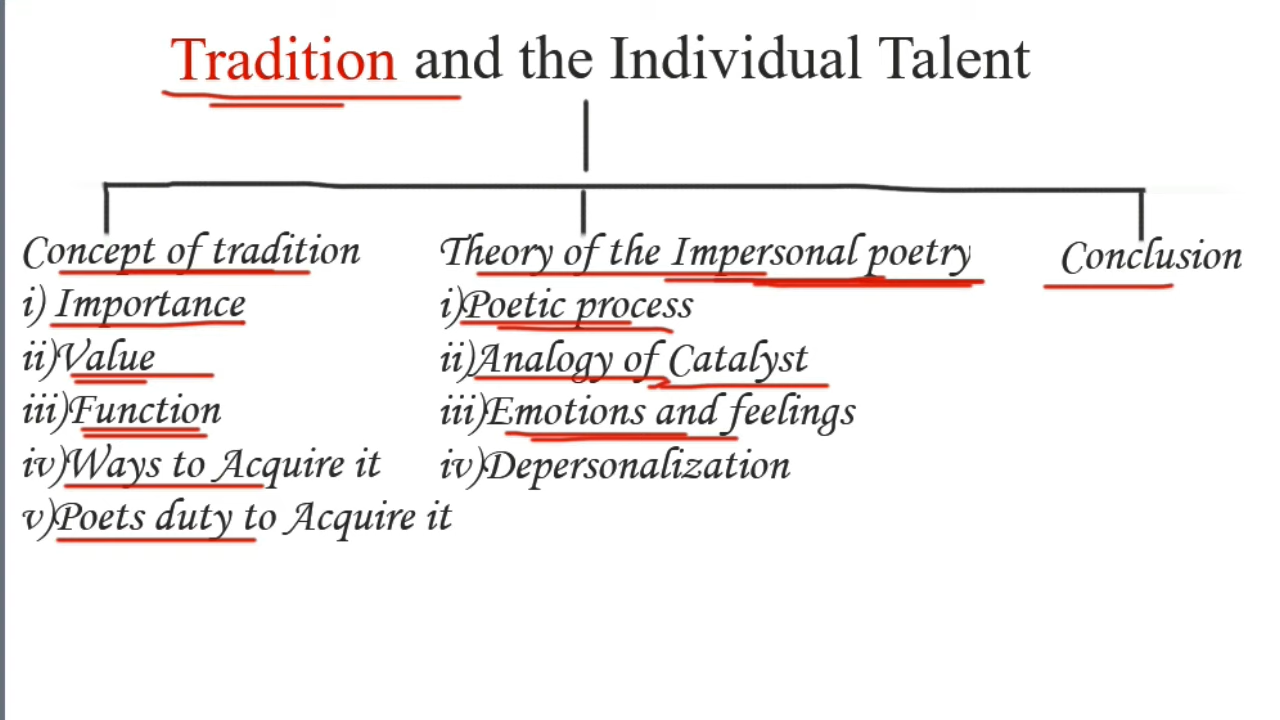 Tradition and the Individual Talent
Concept of tradition
i) Importance
ii)Value
iii)Function
iv)Ways to Acquire it
v)Poets duty to Acquire it
Theory of the Impersonal poetry
i)Poetic process
ii)Analogy of Catalyst
iii)Emotions and feelings
iv)Depersonalization
Conclusion